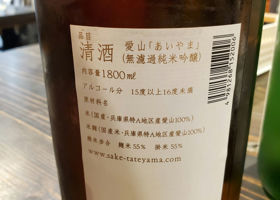 品目
清酒 愛山「あいやま」
(無濾過純米吟醸)
内容量1800㎖
アルコール分 15度以上16度未満
原材料名
米(国産・兵庫県特A地区産愛山100%)
米麹(国産米・兵庫県特A地区産愛山100%)
精米歩合 麹米55% 掛米55%
www.sake-tateyama.com
4981268152006